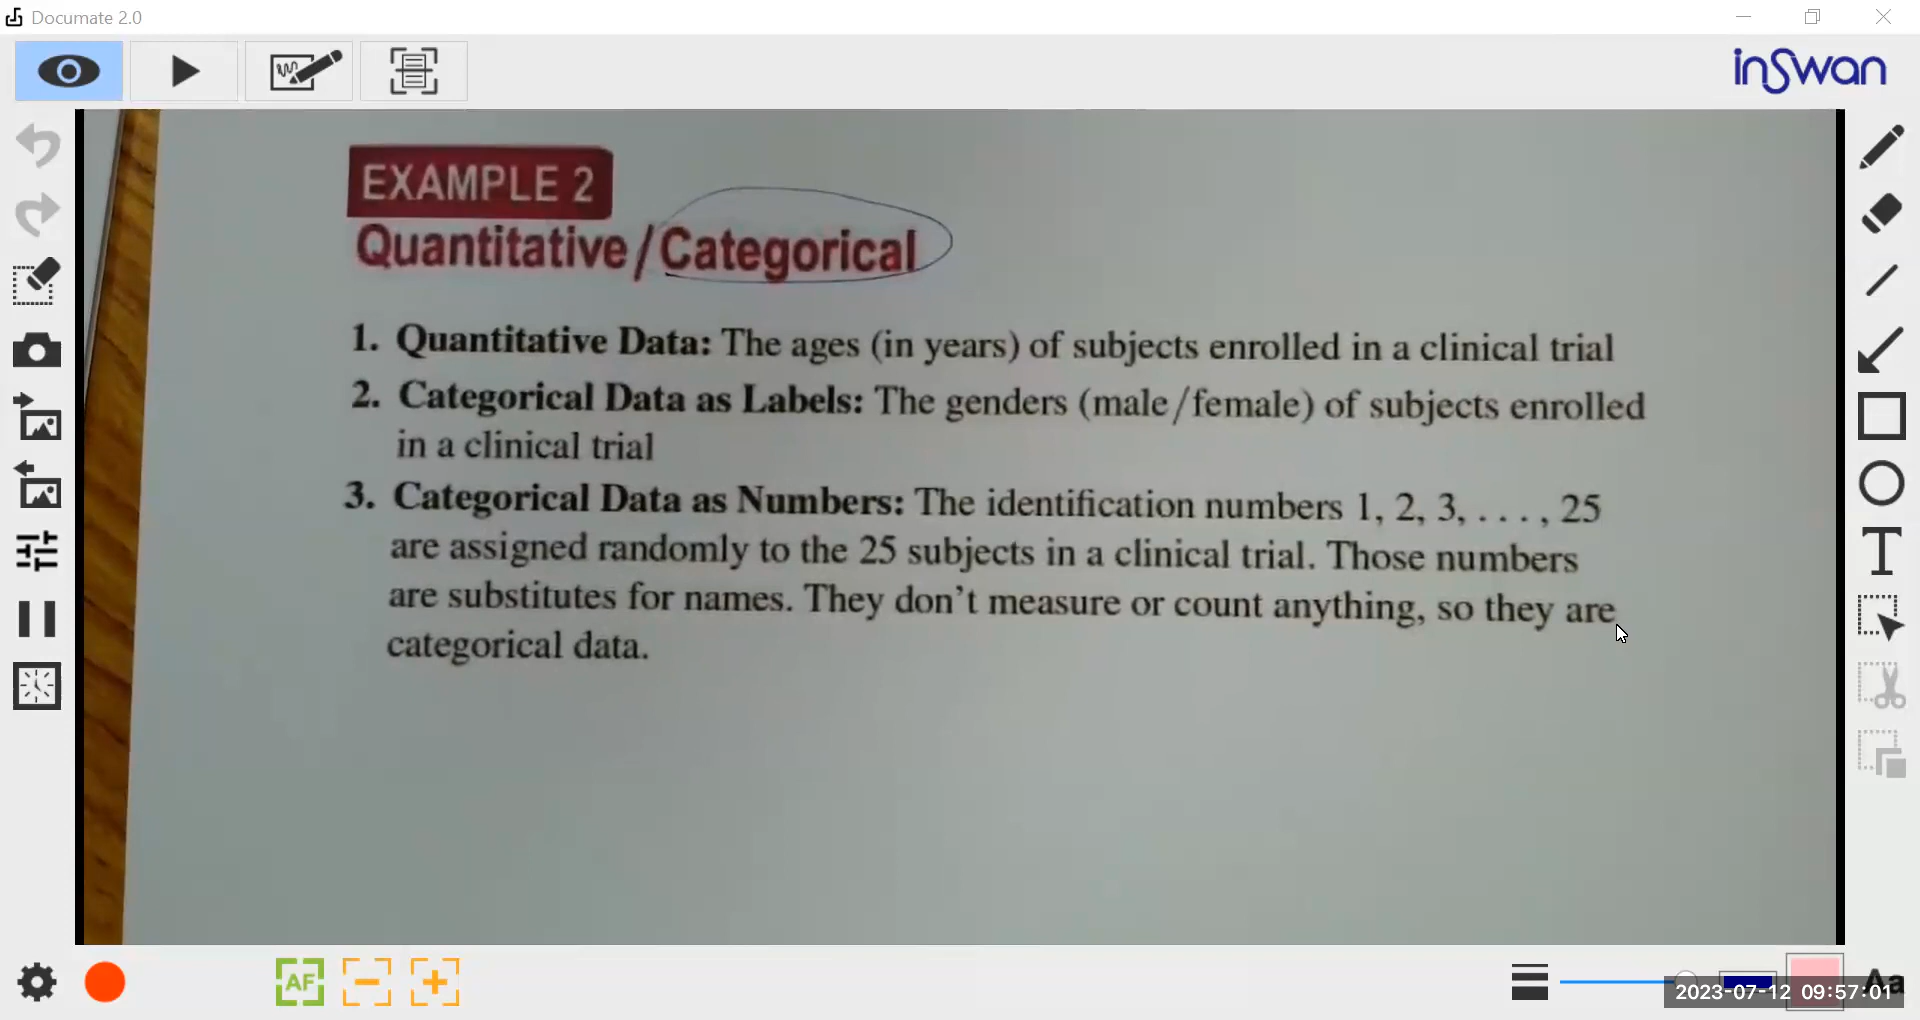 Documate 2.0
inSwan
EXAMPLE 2
Quantitative/Categorical
1. Quantitative Data: The ages (in years) of subjects enrolled in a clinical trial
2. Categorical Data as Labels: The genders (male/female) of subjects enrolled
in a clinical trial
3. Categorical Data as Numbers: The identification numbers 1, 2, 3, . . . , 25
are assigned randomly to the 25 subjects in a clinical trial. Those numbers
are substitutes for names. They don't measure or count anything, so they are
categorical data.
T
AF
Aa
2023-07-12 09:57:01